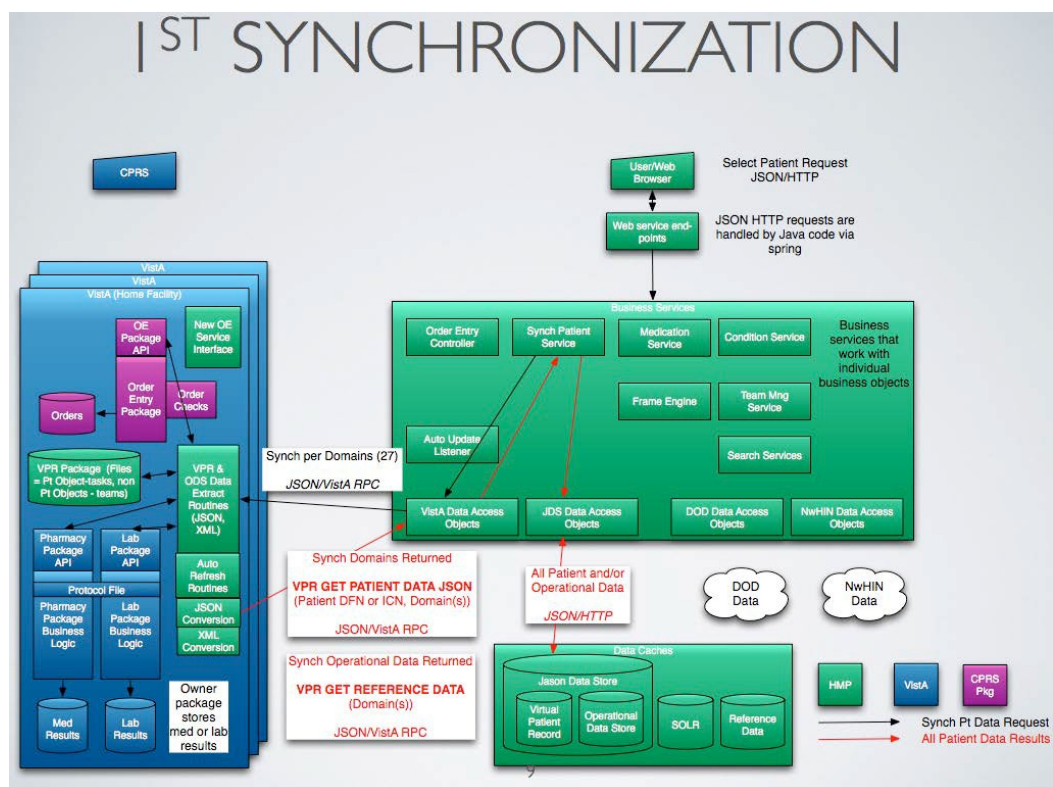 1ST SYNCHRONIZATION
CPRS
User/Web
Browser
Select Patient Request
JSON/HTTP
Web service end-
points
JSON HTTP requests are
handled by Java code via
spring
VistA
VistA
VistA (Home Facility)
OE
Package
API
New OE
Service
Interface
Order
Entry
Package
Order
Checks
Orders
VPR Package (Files
= Pt Object-tasks, non
Pt Objects - teams)
VPR &
ODS Data
Extract
Routines
(JSON,
XML)
Pharmacy
Package
API
Lab
Package
API
Auto
Refresh
Routines
Protocol File
Pharmacy
Package
Business
Logic
Lab
Package
Business
Logic
JSON
Conversion
XML
Conversion
Med
Results
Lab
Results
Owner
package
stores
med or lab
results
Synch per Domains (27)
JSON/VistA RPC
Business Services
Order Entry
Controller
Synch Patient
Service
Medication
Service
Condition Service
Business
services that
work with
individual
business objects
Frame Engine
Team Mng
Service
Auto Update
Listener
Search Services
VistA Data Access
Objects
JDS Data Access
Objects
DOD Data Access
Objects
NwHIN Data Access
Objects
Synch Domains Returned
VPR GET PATIENT DATA JSON
(Patient DFN or ICN, Domain(s))
JSON/VistA RPC
All Patient and/or
Operational Data
JSON/HTTP
DOD
Data
NwHIN
Data
Synch Operational Data Returned
VPR GET REFERENCE DATA
(Domain(s))
JSON/VistA RPC
Data Caches
Jason Data Store
Virtual
Patient
Record
Operational
Data Store
SOLR
Reference
Data
HMP
VistA
CPRS
Pkg
Synch Pt Data Request
All Patient Data Results
9